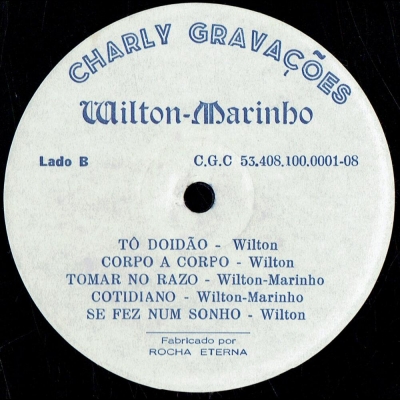 CHARLY GRAVAÇÕES
Wilton-Marinho
Lado B C.G.C 53.408.100.0001-08
TÔ DOIDÃO - Wilton
CORPO A CORPO - Wilton
TOMAR NO RAZO - Wilton-Marinho
COTIDIANO - Wilton-Marinho
SE FEZ NUM SONHO - Wilton
Fabricado por
ROCHA ETERNA